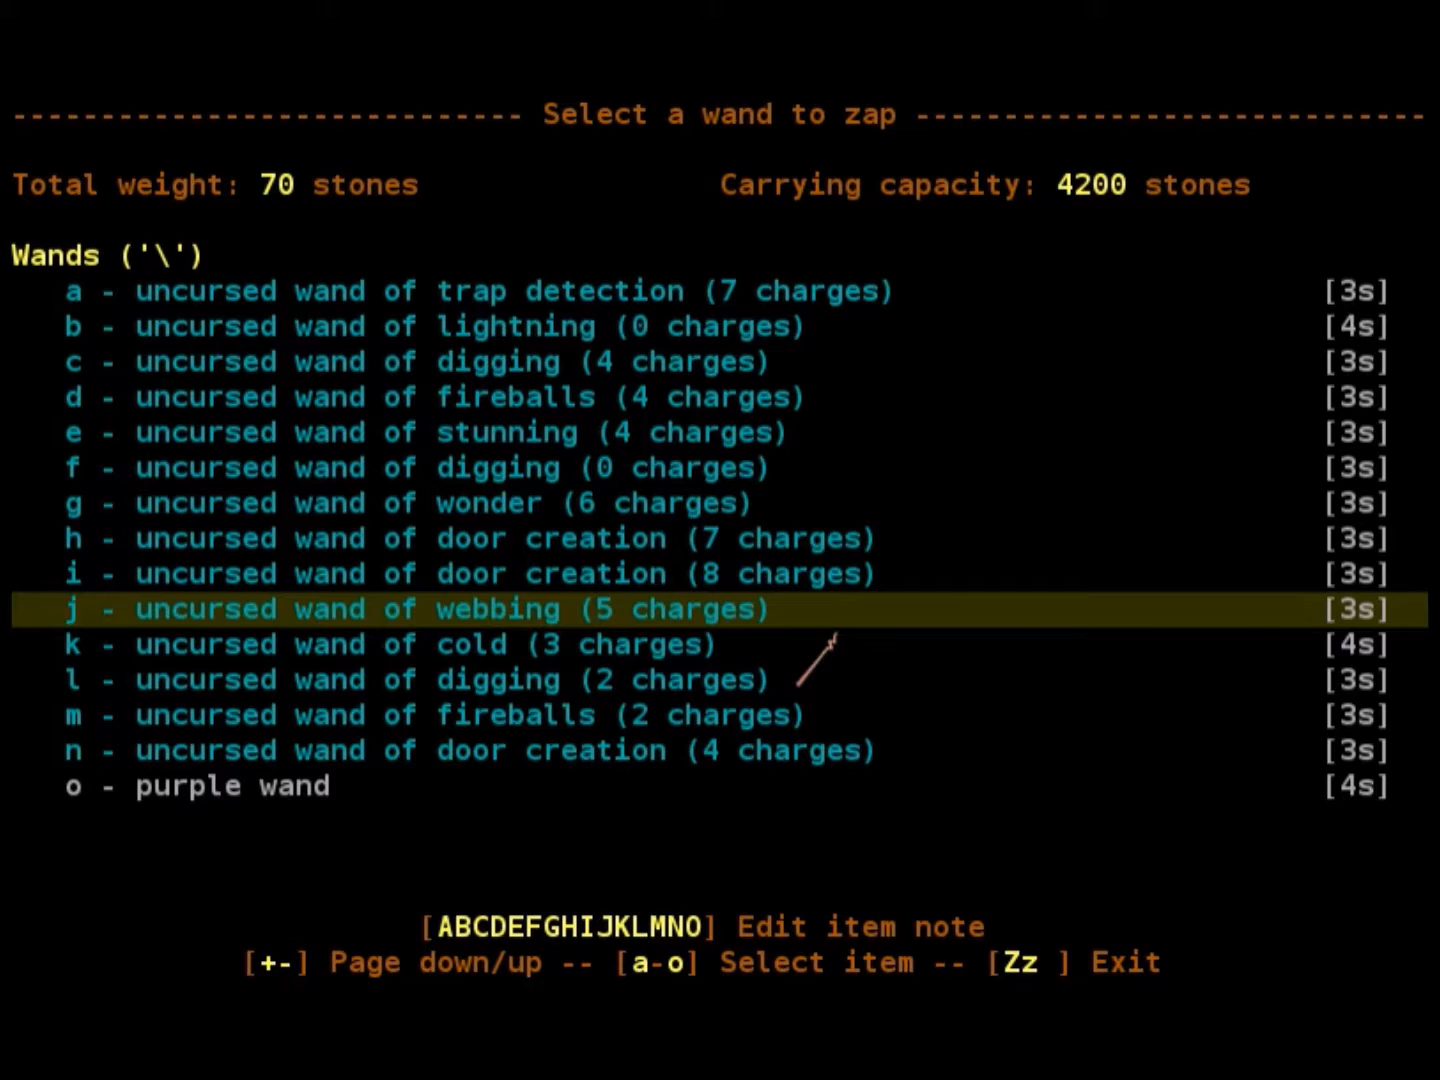 ----------------------------- Select a wand to zap -----------------------------
Total weight: 70 stones Carrying capacity: 4200 stones
Wands ('\')
a - uncursed wand of trap detection (7 charges) [3s]
b - uncursed wand of lightning (0 charges) [4s]
c - uncursed wand of digging (4 charges) [3s]
d - uncursed wand of fireballs (4 charges) [3s]
e - uncursed wand of stunning (4 charges) [3s]
f - uncursed wand of digging (0 charges) [3s]
g - uncursed wand of wonder (6 charges) [3s]
h - uncursed wand of door creation (7 charges) [3s]
i - uncursed wand of door creation (8 charges) [3s]
j - uncursed wand of webbing (5 charges) [3s]
k - uncursed wand of cold (3 charges) [4s]
l - uncursed wand of digging (2 charges) [3s]
m - uncursed wand of fireballs (2 charges) [3s]
n - uncursed wand of door creation (4 charges) [3s]
o - purple wand [4s]
[ABCDEFGHIJKLMNO] Edit item note
[+-] Page down/up -- [a-o] Select item -- [Zz ] Exit